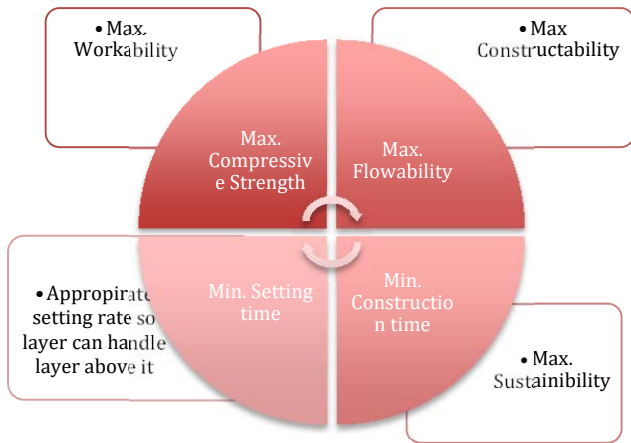 • Max.
Workability
• Max
Constructability
Max.
Compressiv
e Strength
Max.
Flowability
Min. Setting
time
Min.
Constructio
n time
• Appropirate
setting rate so
layer can handle
layer above it
• Max.
Sustainibility